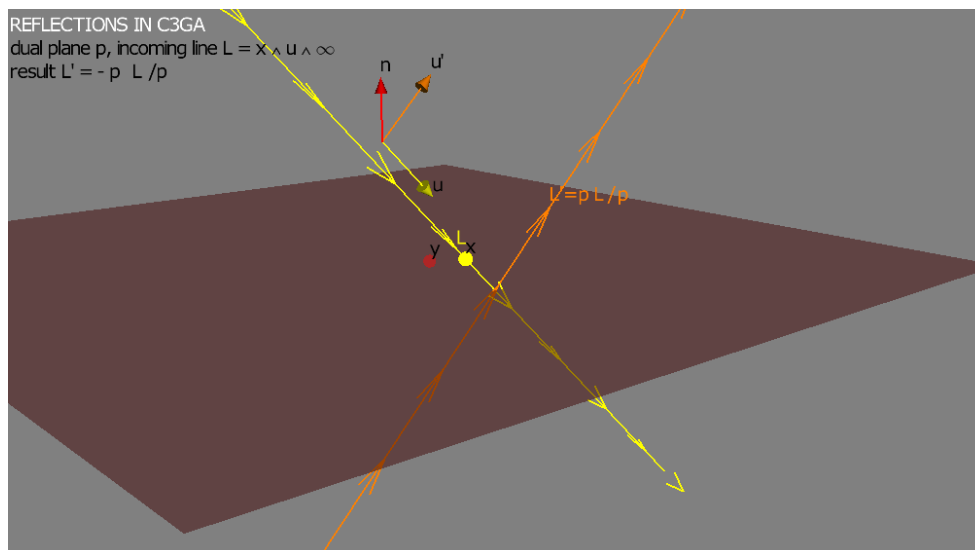 REFLECTIONS IN C3GA
dual plane p, incoming line L = x ∧ u ∧ ∞
result L' = - p L /p
n
u'
u
L'=p L /p
L
x
y